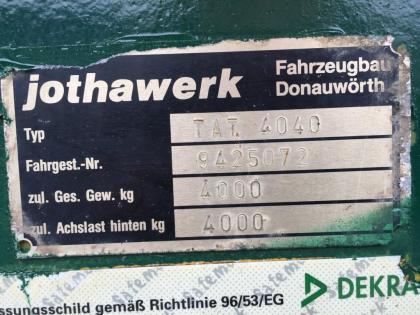 jothawerk Fahrzeugbau
Donauwörth
Typ TAT. 4040
Fahrgest.-Nr. 9425072
zul. Ges. Gew. kg 4000
zul. Achslast hinten kg 4000
ssungsschild gemäß Richtlinie 96/53/EG DEKRA